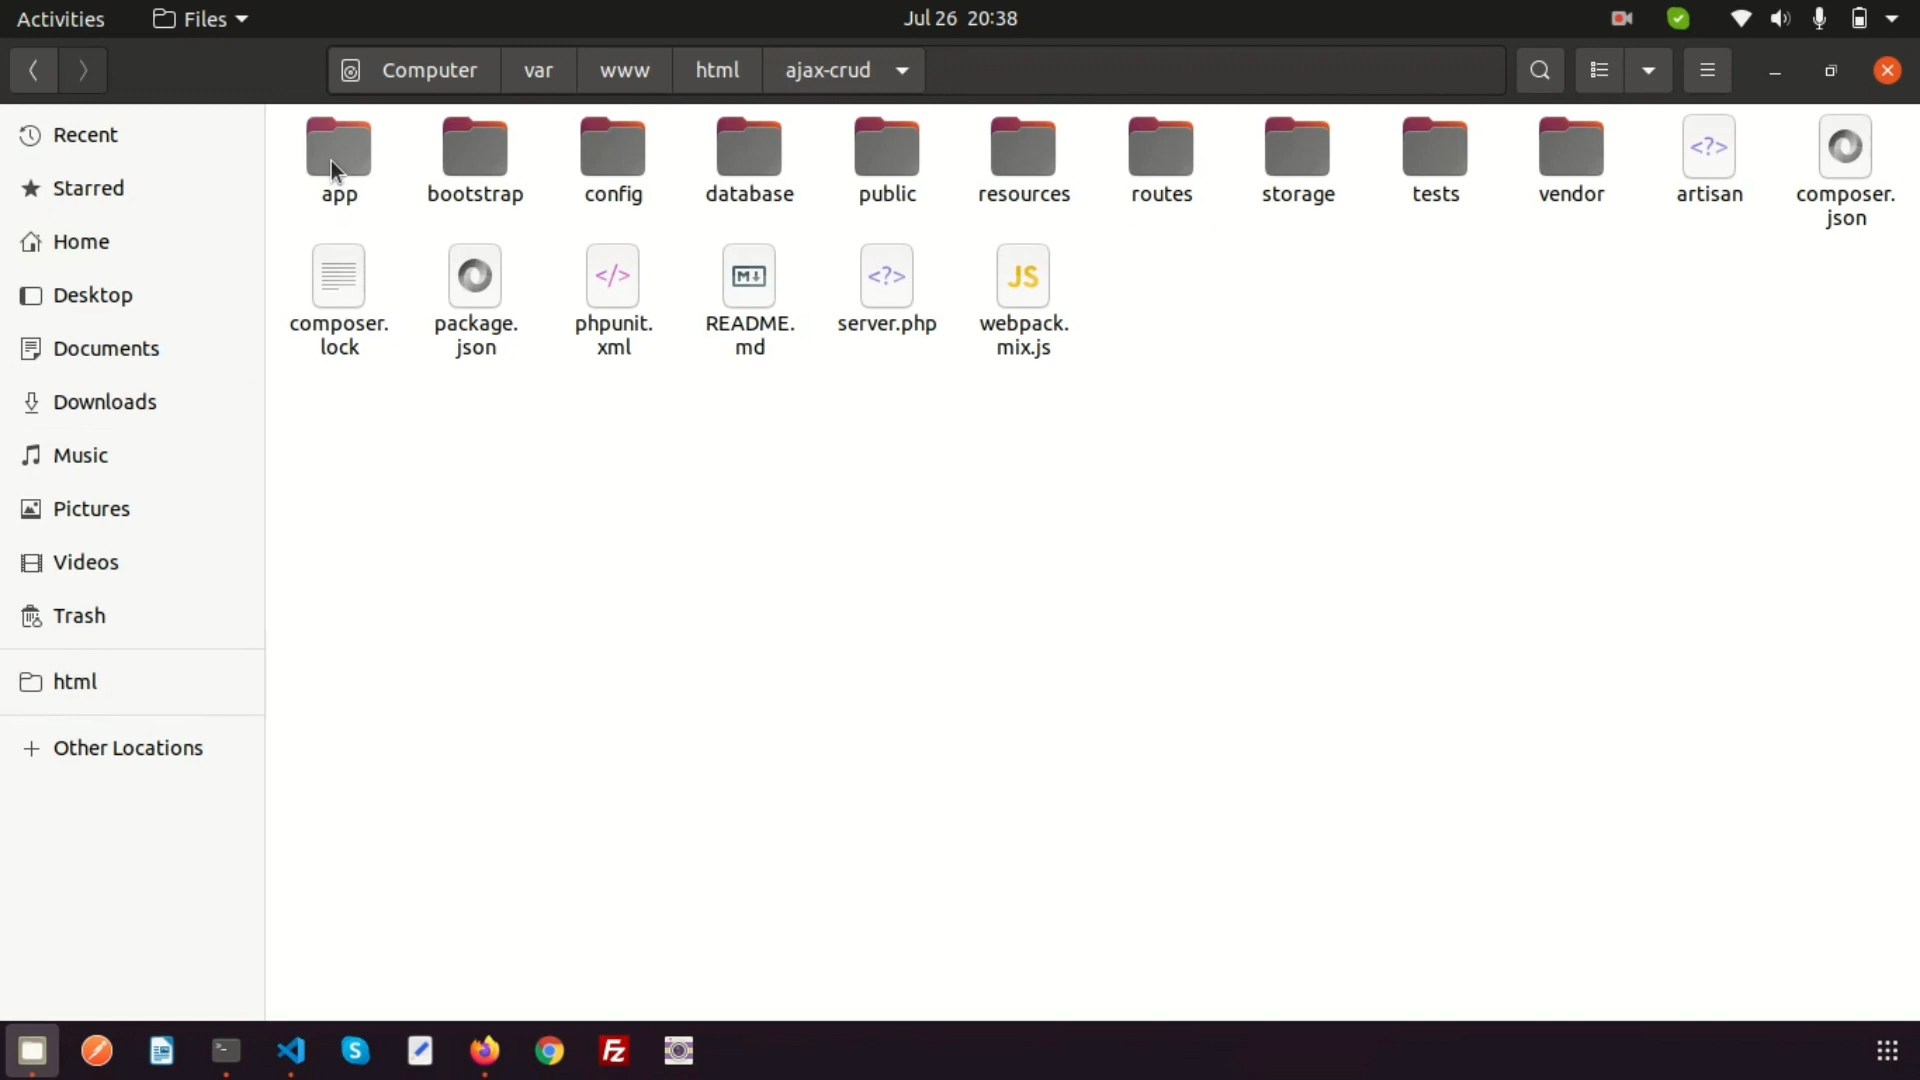 Activities Files Jul 26 20:38
Computer var www html ajax-crud
Recent
Starred
Home
Desktop
Documents
Downloads
Music
Pictures
Videos
Trash
html
Other Locations
app bootstrap config database public resources routes storage tests vendor artisan composer.
json
<?>
<?> </> M↓ JS
composer. package. phpunit. README. server.php webpack.
lock json xml md mix.js
>_ S Fz